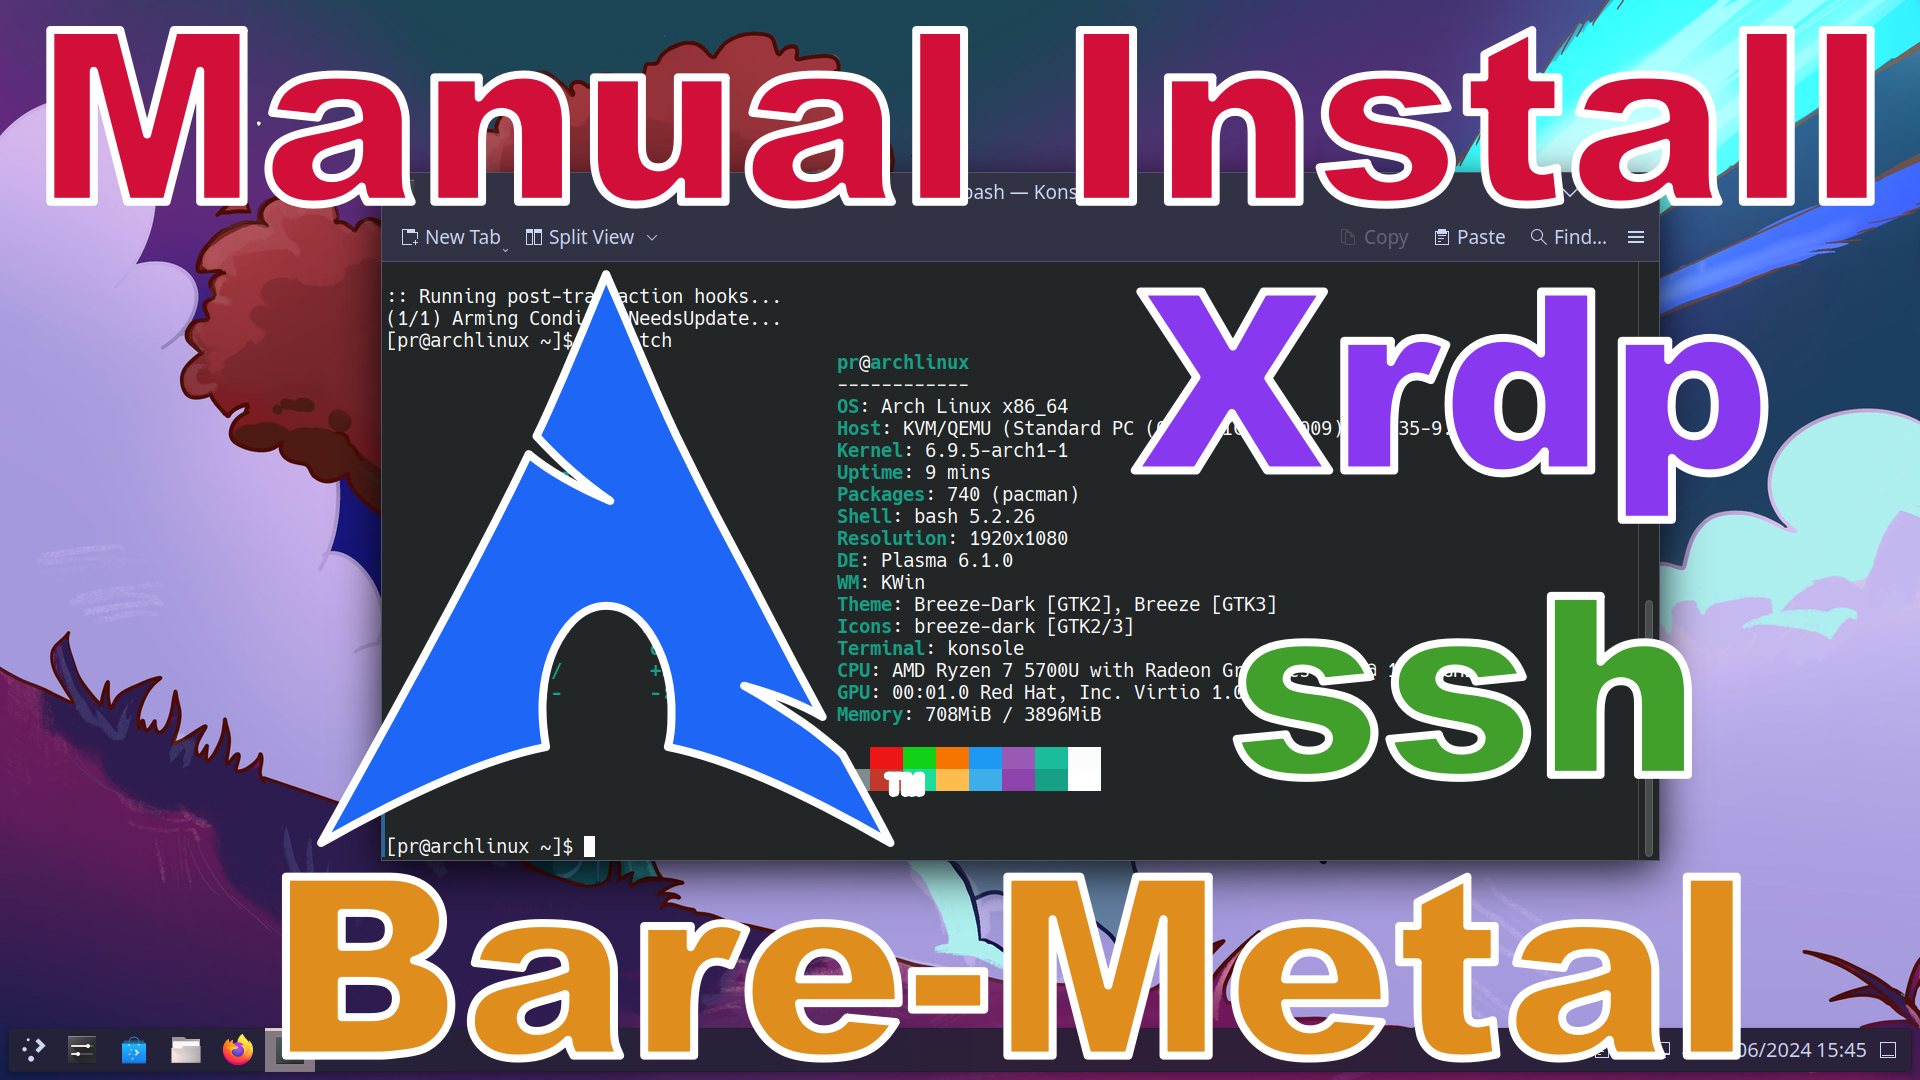 Manual Install
bash — Kons
New Tab Split View Copy Paste Find...
:: Running post-tra action hooks...
(1/1) Arming Condi NeedsUpdate...
[pr@archlinux ~]$ tch
Xrdp
pr@archlinux
------------
OS: Arch Linux x86_64
Host: KVM/QEMU (Standard PC ( 009) 35-9.
Kernel: 6.9.5-arch1-1
Uptime: 9 mins
Packages: 740 (pacman)
Shell: bash 5.2.26
Resolution: 1920x1080
DE: Plasma 6.1.0
WM: KWin
Theme: Breeze-Dark [GTK2], Breeze [GTK3]
Icons: breeze-dark [GTK2/3]
Terminal: konsole
CPU: AMD Ryzen 7 5700U with Radeon Gr
GPU: 00:01.0 Red Hat, Inc. Virtio 1.0
Memory: 708MiB / 3896MiB
ssh
TM
[pr@archlinux ~]$
Bare-Metal
06/2024 15:45